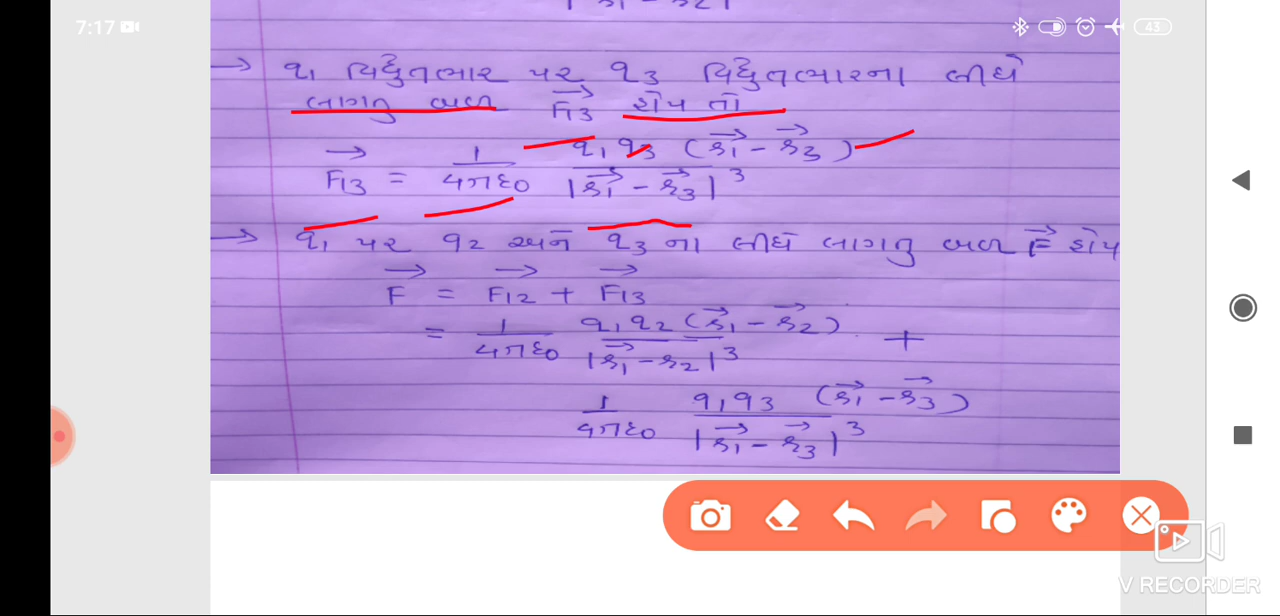 7:17
43
→ q₁ વિદ્યુતભાર પર q₃ વિદ્યુતભારના લીધે
લાગતુ બળ F⃗₁₃ હોય તો
F⃗₁₃ = 1/4πε₀ q₁q₃ (r⃗₁ - r⃗₃) / |r⃗₁ - r⃗₃|³
→ q₁ પર q₂ અને q₃ ના લીધે લાગતુ બળ F⃗ હોય
F⃗ = F⃗₁₂ + F⃗₁₃
= 1/4πε₀ q₁q₂ (r⃗₁ - r⃗₂) / |r⃗₁ - r₂|³ +
1/4πε₀ q₁q₃ (r⃗₁ - r⃗₃) / |r⃗₁ - r⃗₃|³
V RECORDER